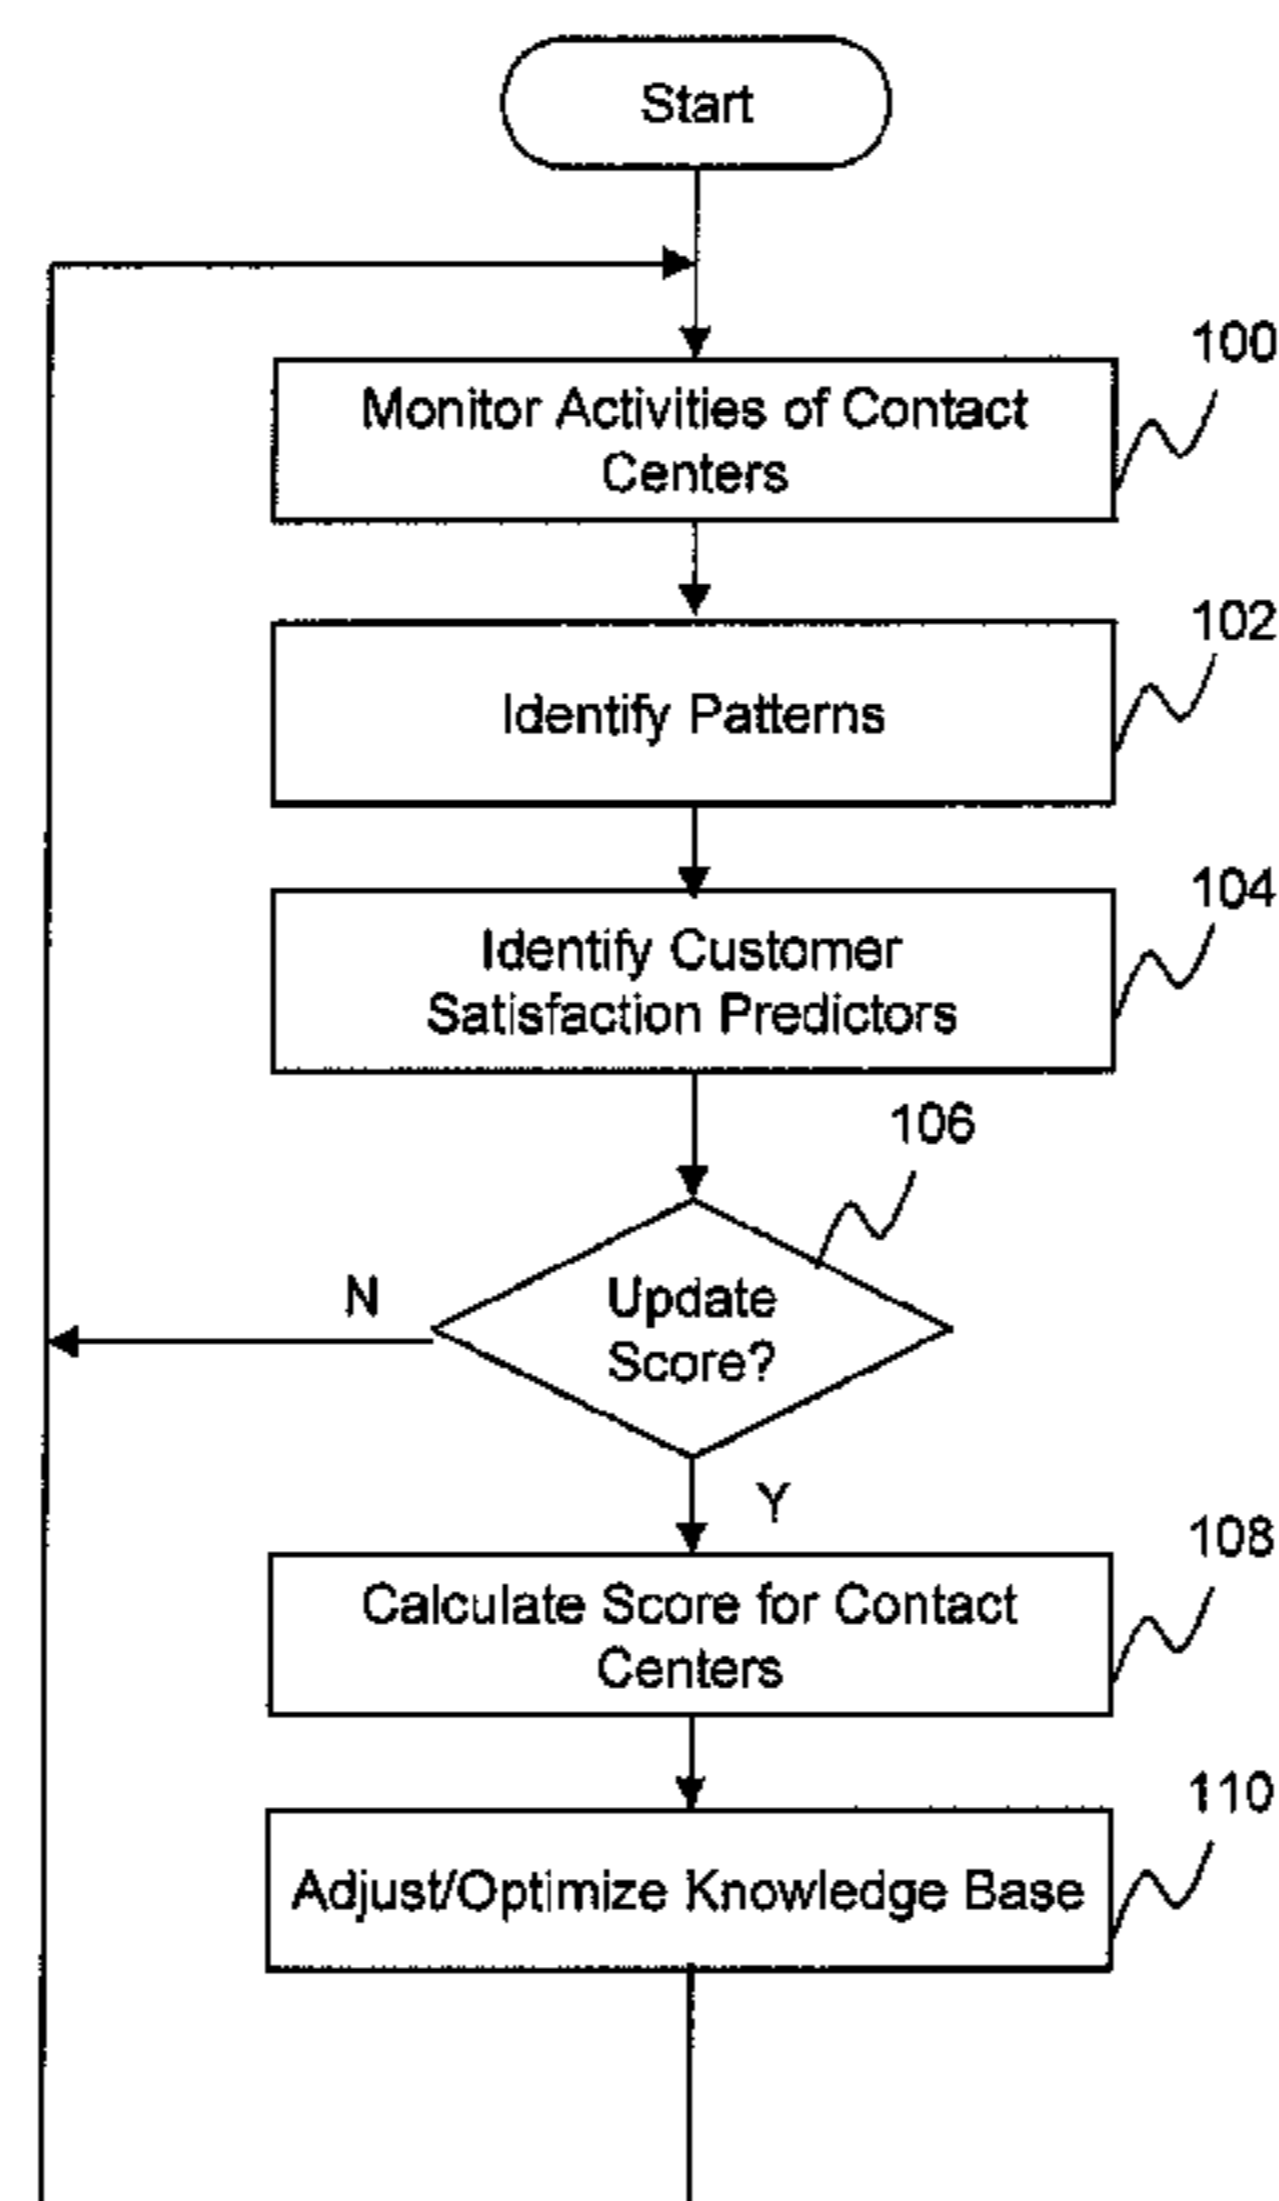 Start
100
Monitor Activities of Contact
Centers
102
Identify Patterns
104
Identify Customer
Satisfaction Predictors
106
N
Update
Score?
Y
108
Calculate Score for Contact
Centers
110
Adjust/Optimize Knowledge Base